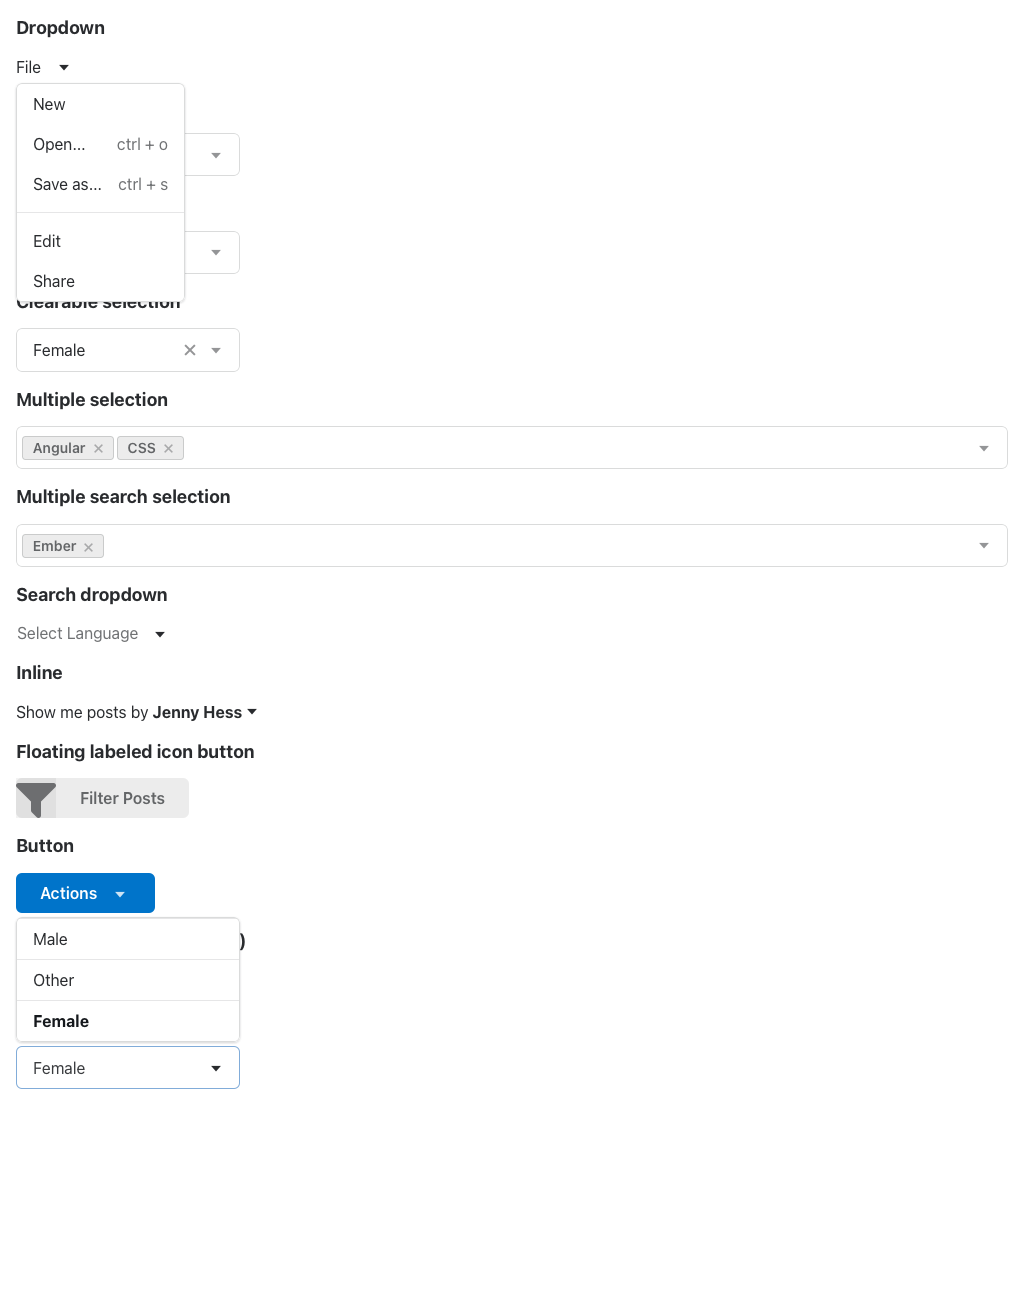 Dropdown
File
New
Open... ctrl + o
Save as... ctrl + s
Edit
Share
Clearable selection
Female
Multiple selection
Angular CSS
Multiple search selection
Ember
Search dropdown
Select Language
Inline
Show me posts by Jenny Hess
Floating labeled icon button
Filter Posts
Button
Actions
)
Male
Other
Female
Female